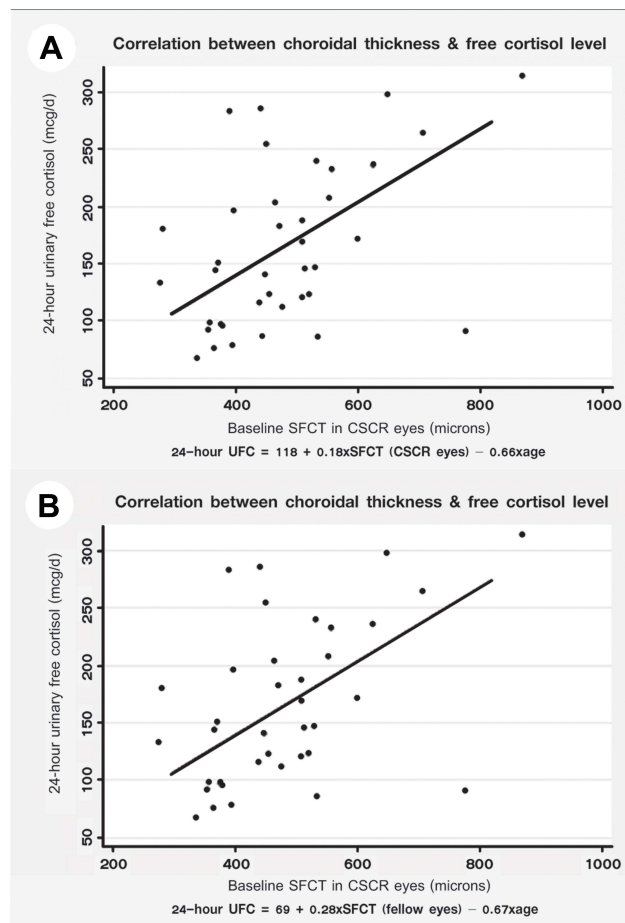 A
Correlation between choroidal thickness & free cortisol level
24-hour urinary free cortisol (mcg/d)
300
250
200
150
100
50
200 400 600 800 1000
Baseline SFCT in CSCR eyes (microns)
24-hour UFC = 118 + 0.18xSFCT (CSCR eyes) − 0.66xage
B
Correlation between choroidal thickness & free cortisol level
24-hour urinary free cortisol (mcg/d)
300
250
200
150
100
50
200 400 600 800 1000
Baseline SFCT in CSCR eyes (microns)
24-hour UFC = 69 + 0.28xSFCT (fellow eyes) − 0.67xage